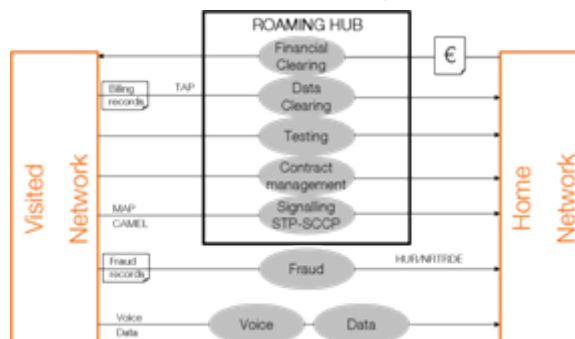 ROAMING HUB
Financial
Clearing
€
Billing
records
TAP
Data
Clearing
Testing
Contract
management
MAP
CAMEL
Signalling
STP-SCCP
Fraud
records
Fraud
HUR/NRTRDE
Voice
Data
Voice
Data
Visited
Network
Home
Network